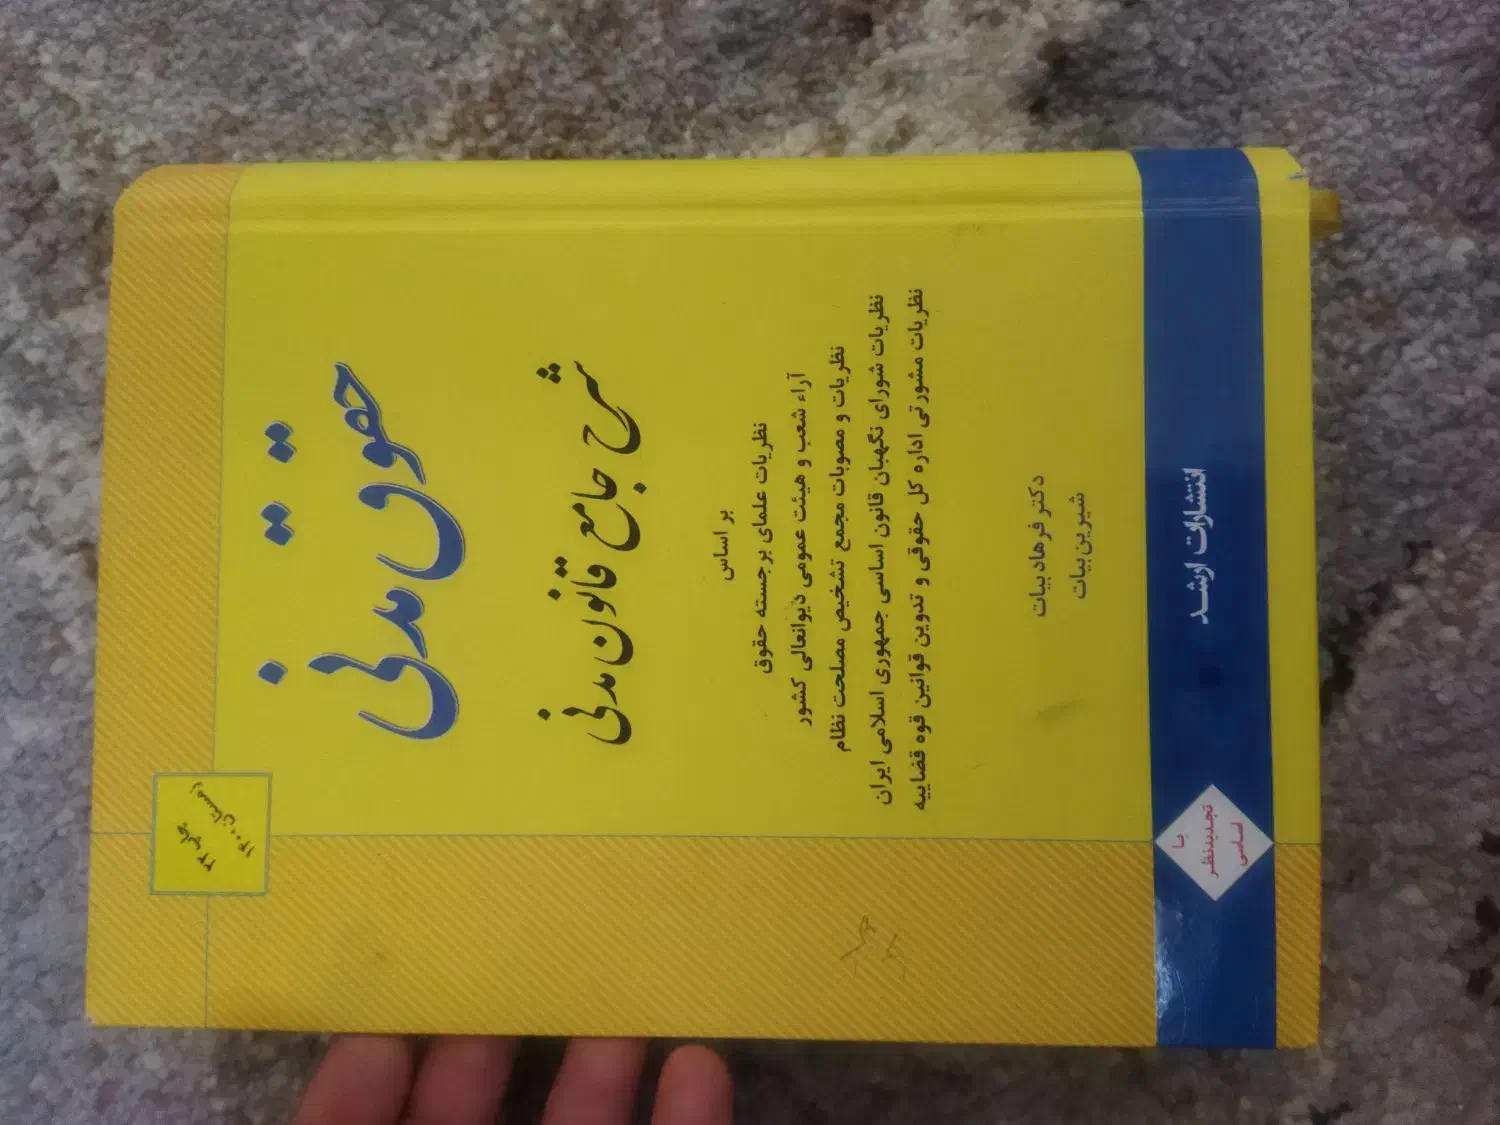 حقوق مدنی
شرح جامع قانون مدنی
بر اساس
نظریات علمای برجسته حقوق
آراء شعب و هیئت عمومی دیوانعالی کشور
نظریات و مصوبات مجمع تشخیص مصلحت نظام
نظریات شورای نگهبان قانون اساسی جمهوری اسلامی ایران
نظریات مشورتی اداره کل حقوقی و تدوین قوانین قوه قضاییه
دکتر فرهاد بیات
شیرین بیات
انتشارات ارشد
با
تجدیدنظر
اساسی
زمستان
۱۴۰۰